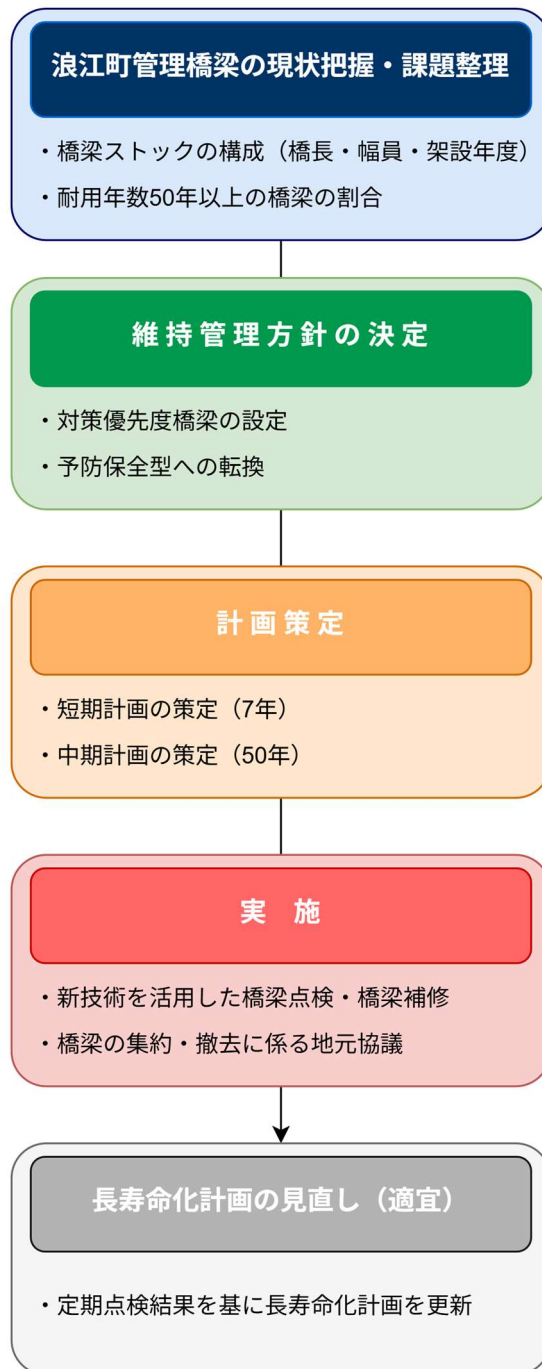 浪江町管理橋梁の現状把握・課題整理
・橋梁ストックの構成（橋長・幅員・架設年度）
・耐用年数50年以上の橋梁の割合
維持管理方針の決定
・対策優先度橋梁の設定
・予防保全型への転換
計画策定
・短期計画の策定（7年）
・中期計画の策定（50年）
実　施
・新技術を活用した橋梁点検・橋梁補修
・橋梁の集約・撤去に係る地元協議
長寿命化計画の見直し（適宜）
・定期点検結果を基に長寿命化計画を更新